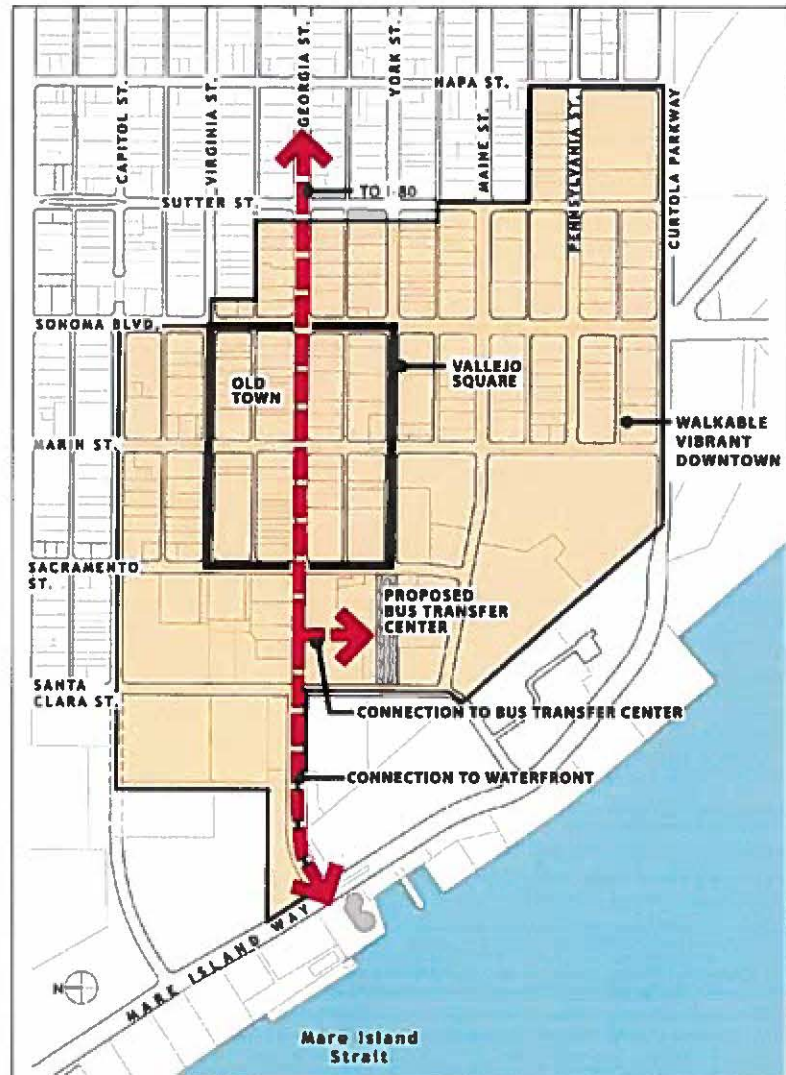 CAPITOL ST.
VIRGINIA ST.
GEORGIA ST.
YORK ST.
NAPA ST.
MAINE ST.
PENNSYLVANIA ST.
CURTOLA PARKWAY
TO I-80
SUTTER ST.
SONOMA BLVD.
OLD
TOWN
VALLEJO
SQUARE
WALKABLE
VIBRANT
DOWNTOWN
MARIN ST.
SACRAMENTO
ST.
PROPOSED
BUS TRANSFER
CENTER
SANTA
CLARA ST.
CONNECTION TO BUS TRANSFER CENTER
CONNECTION TO WATERFRONT
MARE ISLAND WAY
N
Mare Island
Strait